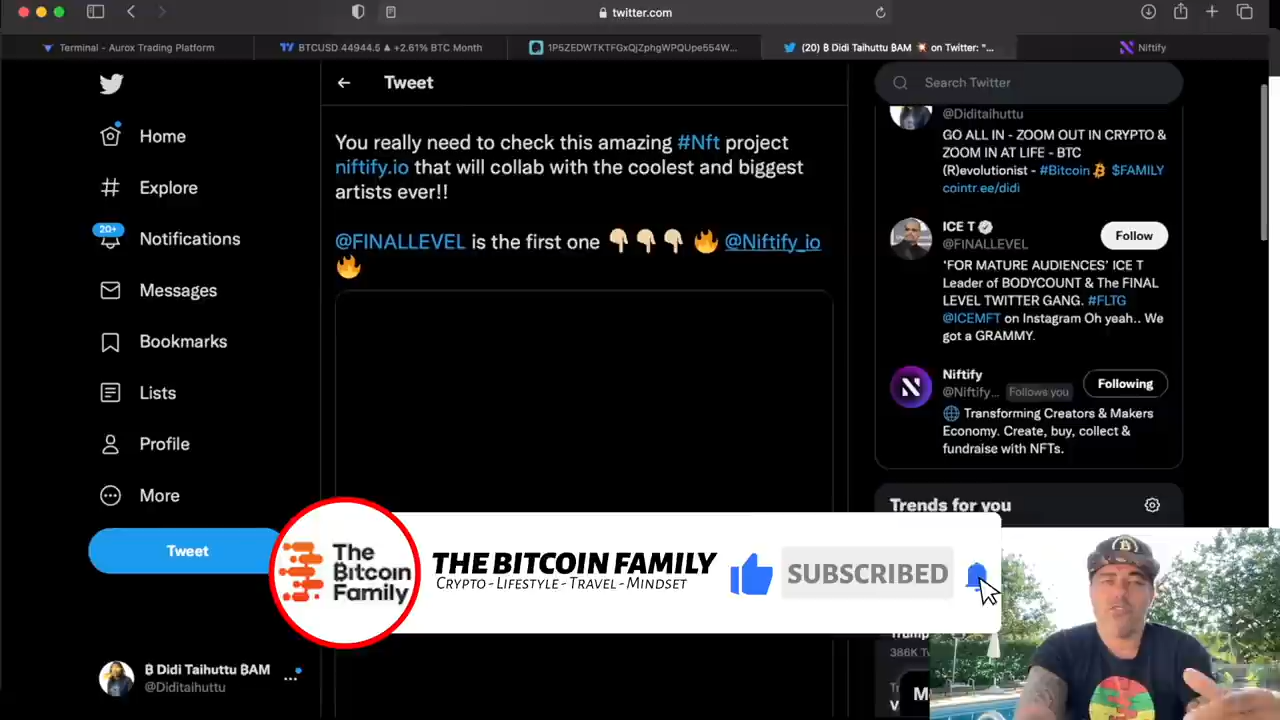 twitter.com
Terminal - Aurox Trading Platform
BTCUSD 44944.5 ▲ +2.61% BTC Month
1P5ZEDWTKTFGxQjZphgWPQUpe554W...
(20) ₿ Didi Taihuttu BAM 💥 on Twitter: "...
Niftify
Tweet
Search Twitter
Home
Explore
20+
Notifications
Messages
Bookmarks
Lists
Profile
More
Tweet
₿ Didi Taihuttu BAM
@Diditaihuttu
You really need to check this amazing #Nft project
niftify.io that will collab with the coolest and biggest
artists ever!!
@FINALLEVEL is the first one 👇🏻👇🏻👇🏻 🔥 @Niftify_io
🔥
@Diditaihuttu
GO ALL IN - ZOOM OUT IN CRYPTO &
ZOOM IN AT LIFE - BTC
(R)evolutionist - #Bitcoin ₿ $FAMILY
cointr.ee/didi
ICE T
@FINALLEVEL
Follow
'FOR MATURE AUDIENCES' ICE T
Leader of BODYCOUNT & The FINAL
LEVEL TWITTER GANG. #FLTG
@ICEMFT on Instagram Oh yeah.. We
got a GRAMMY.
Niftify
@Niftify... Follows you
Following
🌐 Transforming Creators & Makers
Economy. Create, buy, collect &
fundraise with NFTs.
Trends for you
386K
The
Bitcoin
Family
THE BITCOIN FAMILY
CRYPTO - LIFESTYLE - TRAVEL - MINDSET
SUBSCRIBED